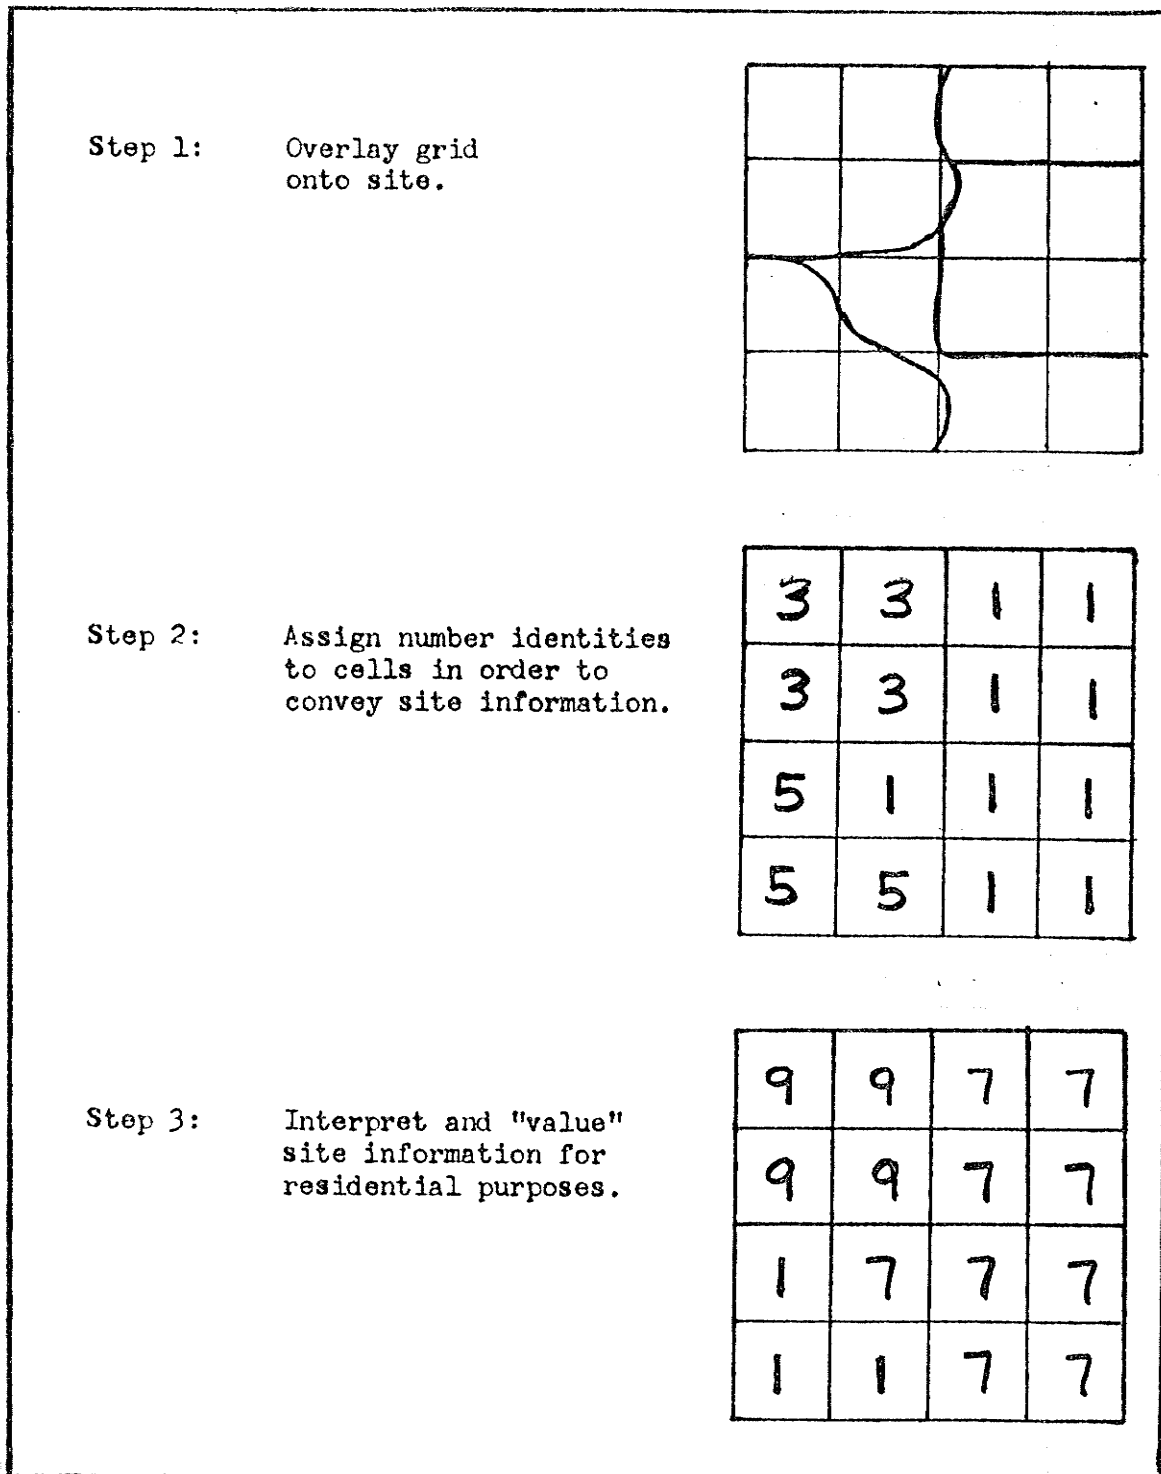 Step 1: Overlay grid
onto site.
Step 2: Assign number identities
to cells in order to
convey site information.
3 3 1 1
3 3 1 1
5 1 1 1
5 5 1 1
Step 3: Interpret and "value"
site information for
residential purposes.
9 9 7 7
9 9 7 7
1 7 7 7
1 1 7 7